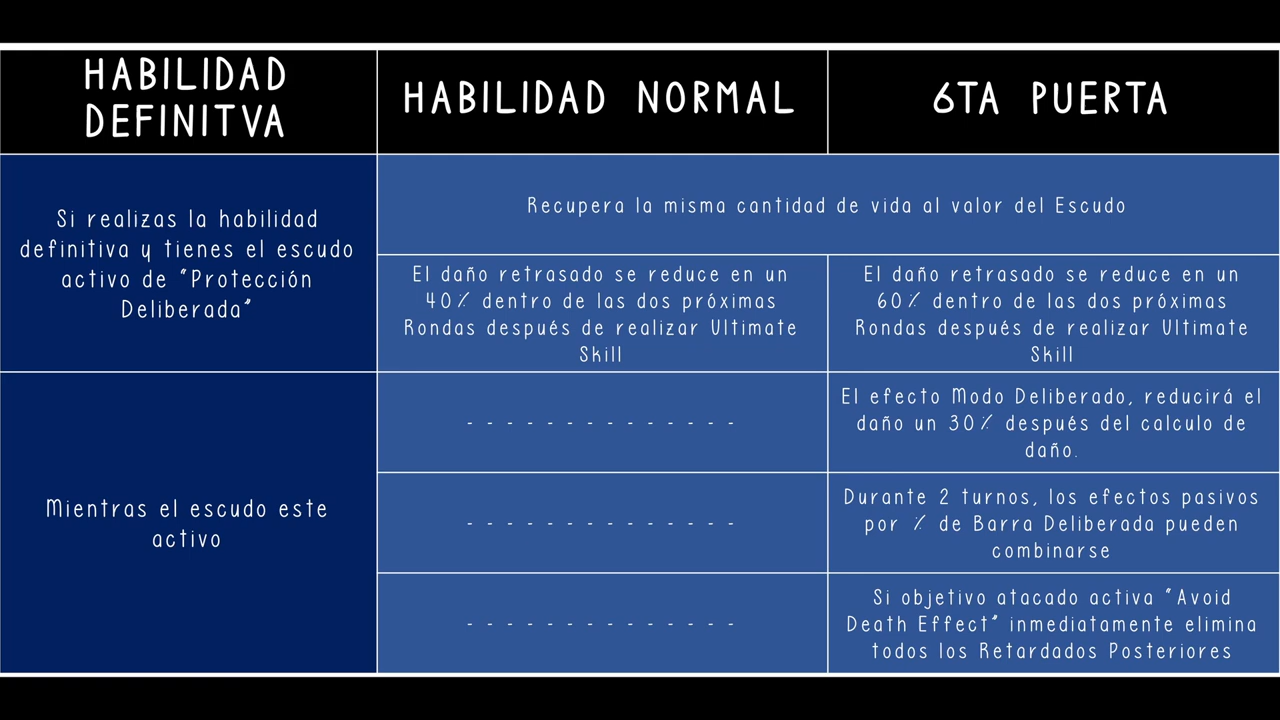 HABILIDAD
DEFINITVA
HABILIDAD NORMAL
6TA PUERTA
Si realizas la habilidad
definitiva y tienes el escudo
activo de "Protección
Deliberada"
Recupera la misma cantidad de vida al valor del Escudo
El daño retrasado se reduce en un
40% dentro de las dos próximas
Rondas después de realizar Ultimate
Skill
El daño retrasado se reduce en un
60% dentro de las dos próximas
Rondas después de realizar Ultimate
Skill
Mientras el escudo este
activo
- - - - - - - - - - - - - -
El efecto Modo Deliberado, reducirá el
daño un 30% después del calculo de
daño.
- - - - - - - - - - - - - -
Durante 2 turnos, los efectos pasivos
por % de Barra Deliberada pueden
combinarse
- - - - - - - - - - - - - -
Si objetivo atacado activa "Avoid
Death Effect" inmediatamente elimina
todos los Retardados Posteriores